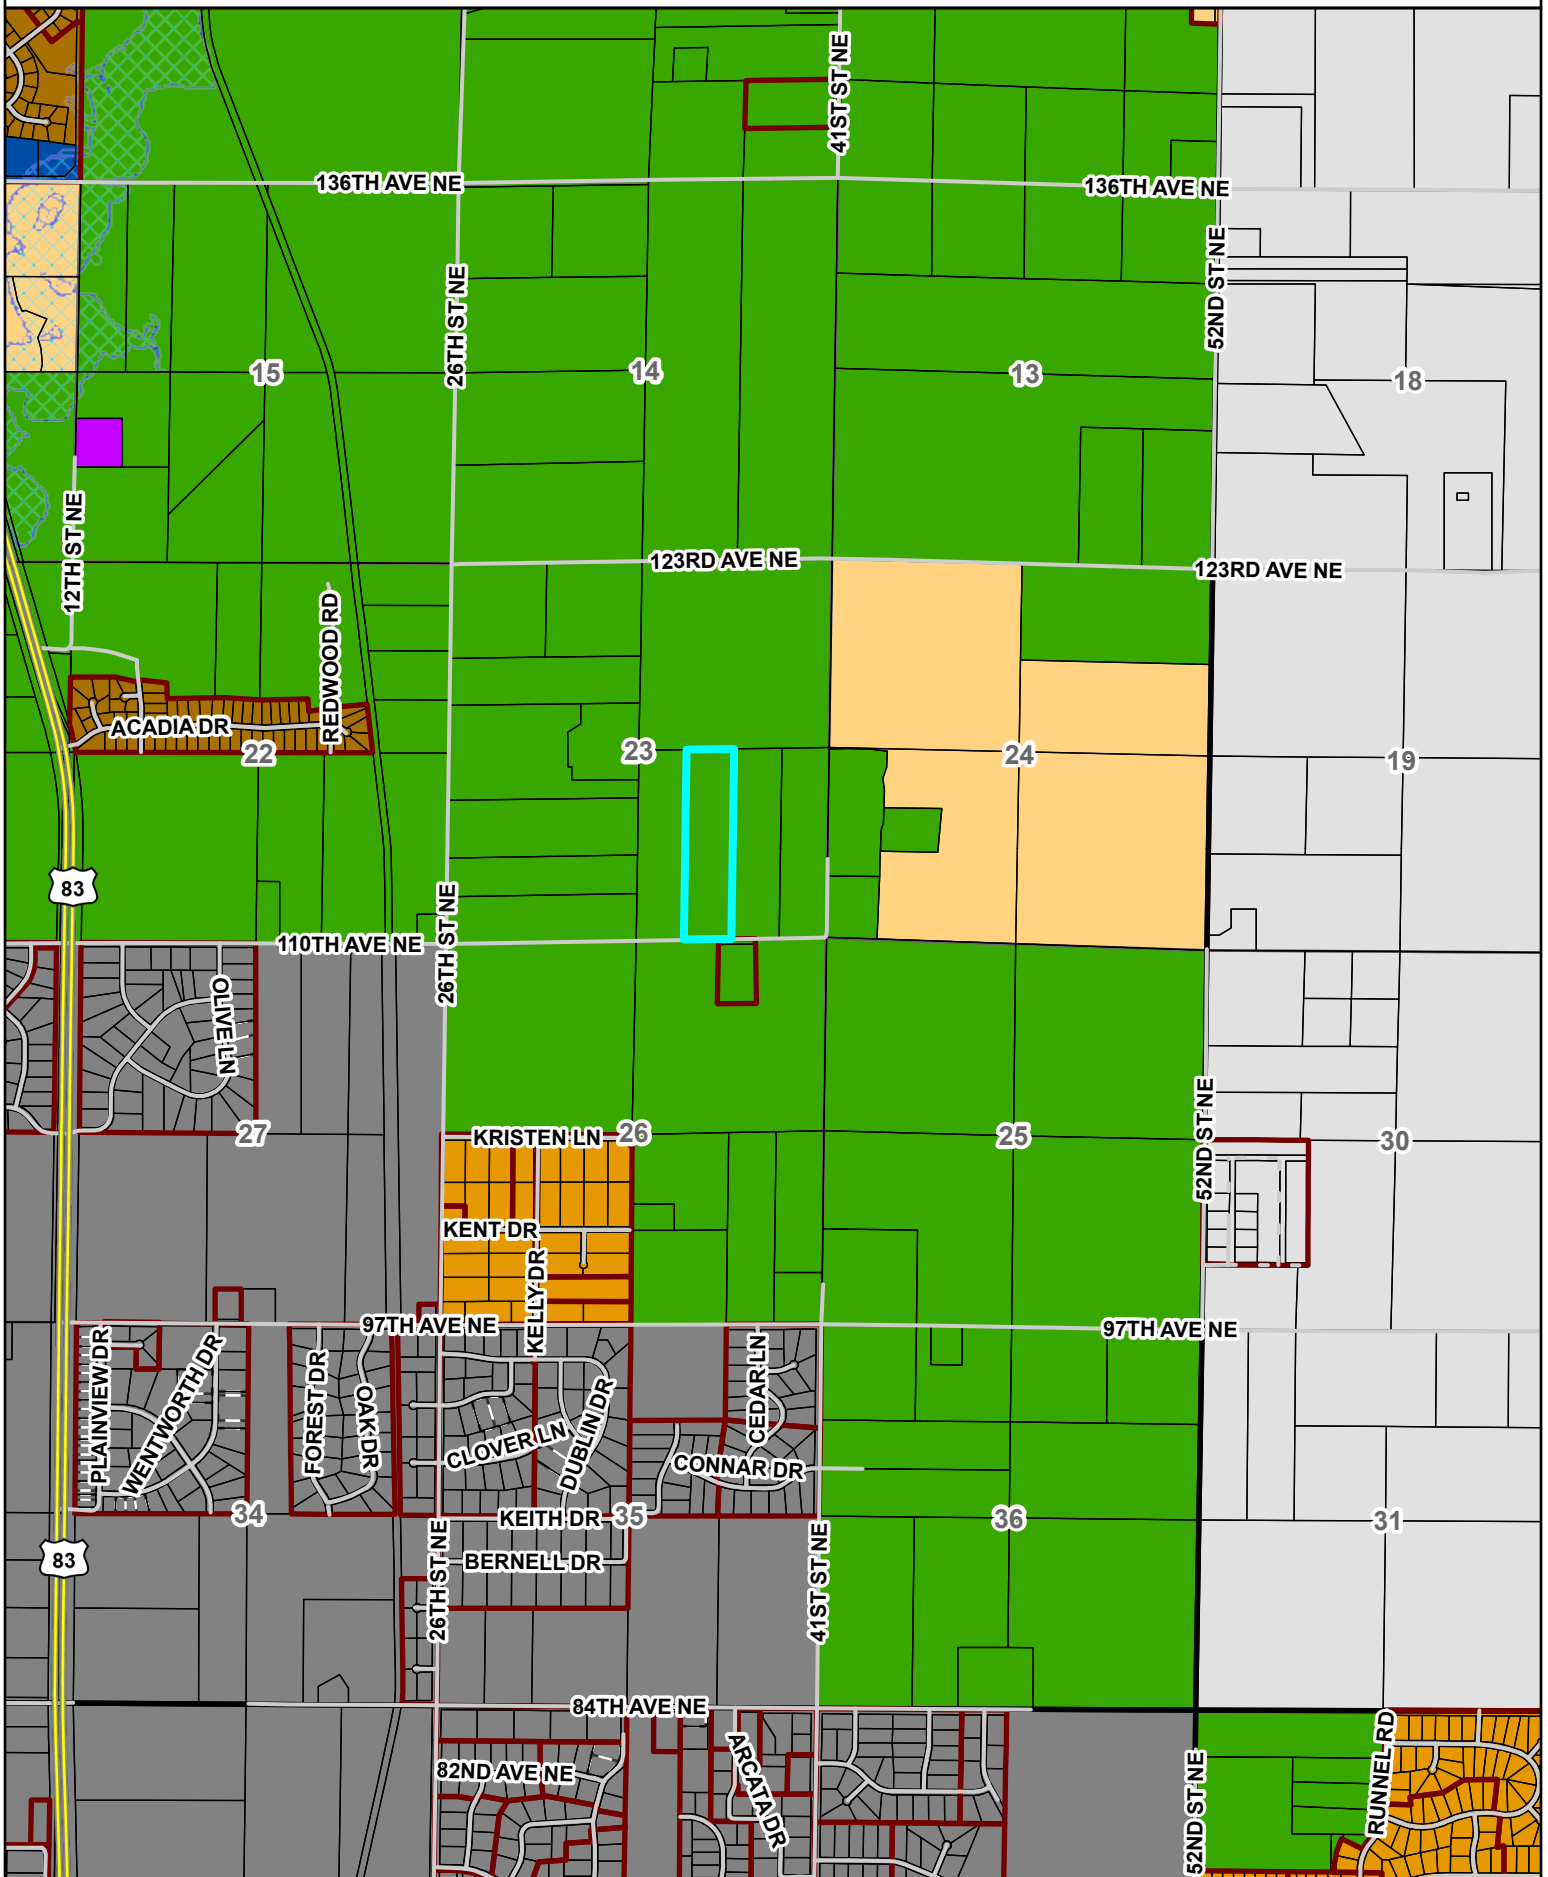 41ST ST NE
136TH AVE NE
136TH AVE NE
26TH ST NE
52ND ST NE
15
14
13
18
12TH ST NE
123RD AVE NE
123RD AVE NE
REDWOOD RD
ACADIA DR
22
23
24
19
83
110TH AVE NE
26TH ST NE
OLIVE LN
27
KRISTEN LN
26
25
52ND ST NE
30
KENT DR
KELLY DR
97TH AVE NE
97TH AVE NE
PLAINVIEW DR
WENTWORTH DR
FOREST DR
OAK DR
CLOVER LN
DUBLIN DR
CEDAR LN
CONNAR DR
34
KEITH DR
35
36
31
83
26TH ST NE
BERNELL DR
41ST ST NE
84TH AVE NE
82ND AVE NE
ARCATA DR
52ND ST NE
RUNNEL RD